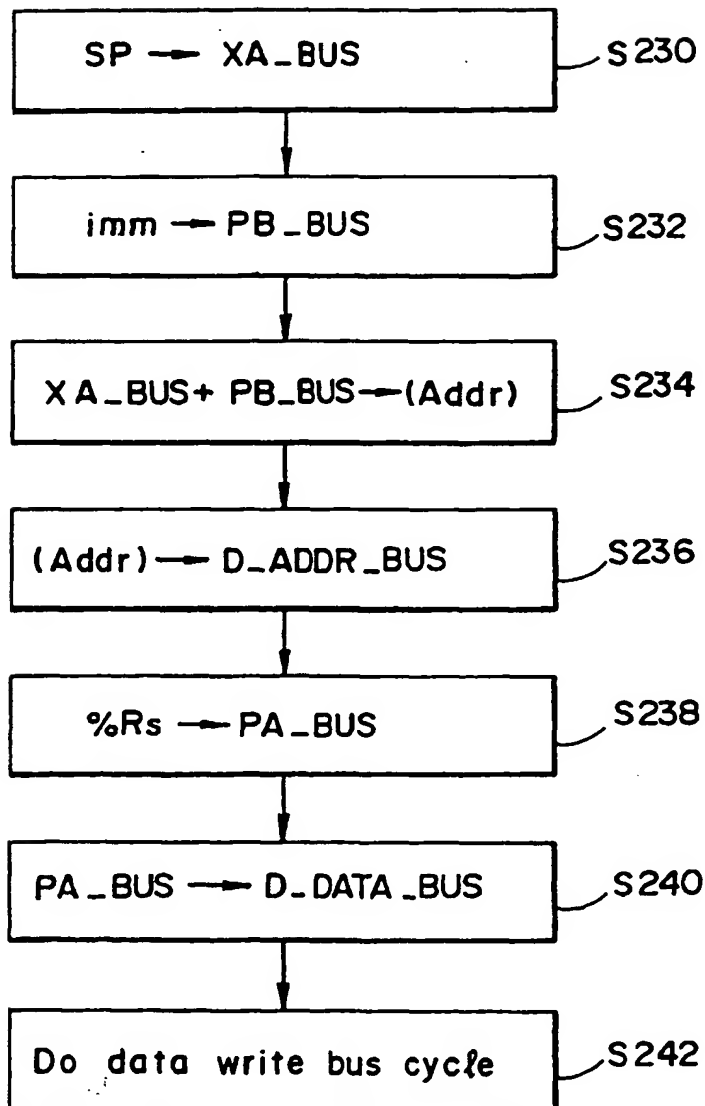 SP → XA_BUS S230
imm → PB_BUS S232
XA_BUS+ PB_BUS→(Addr) S234
(Addr)→ D_ADDR_BUS S236
%Rs → PA_BUS S238
PA_BUS → D_DATA_BUS S240
Do data write bus cycle S242